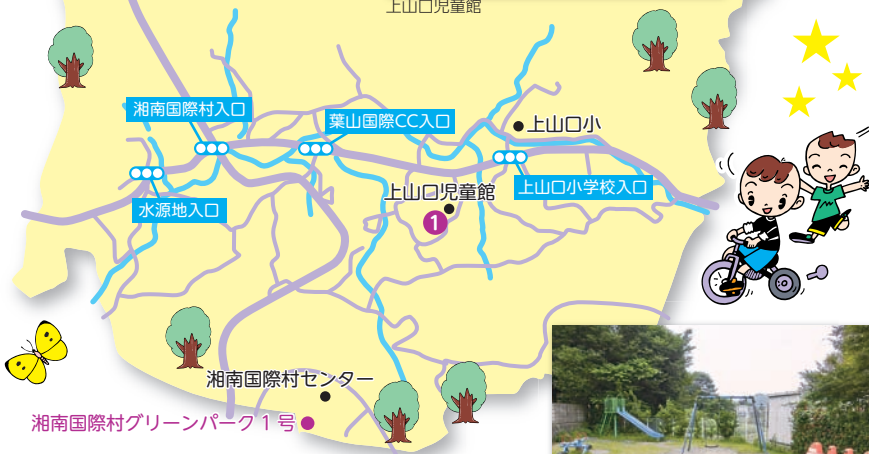 上山口児童館
湘南国際村入口
葉山国際CC入口
上山口小
上山口小学校入口
水源地入口
上山口児童館
1
湘南国際村センター
湘南国際村グリーンパーク1号